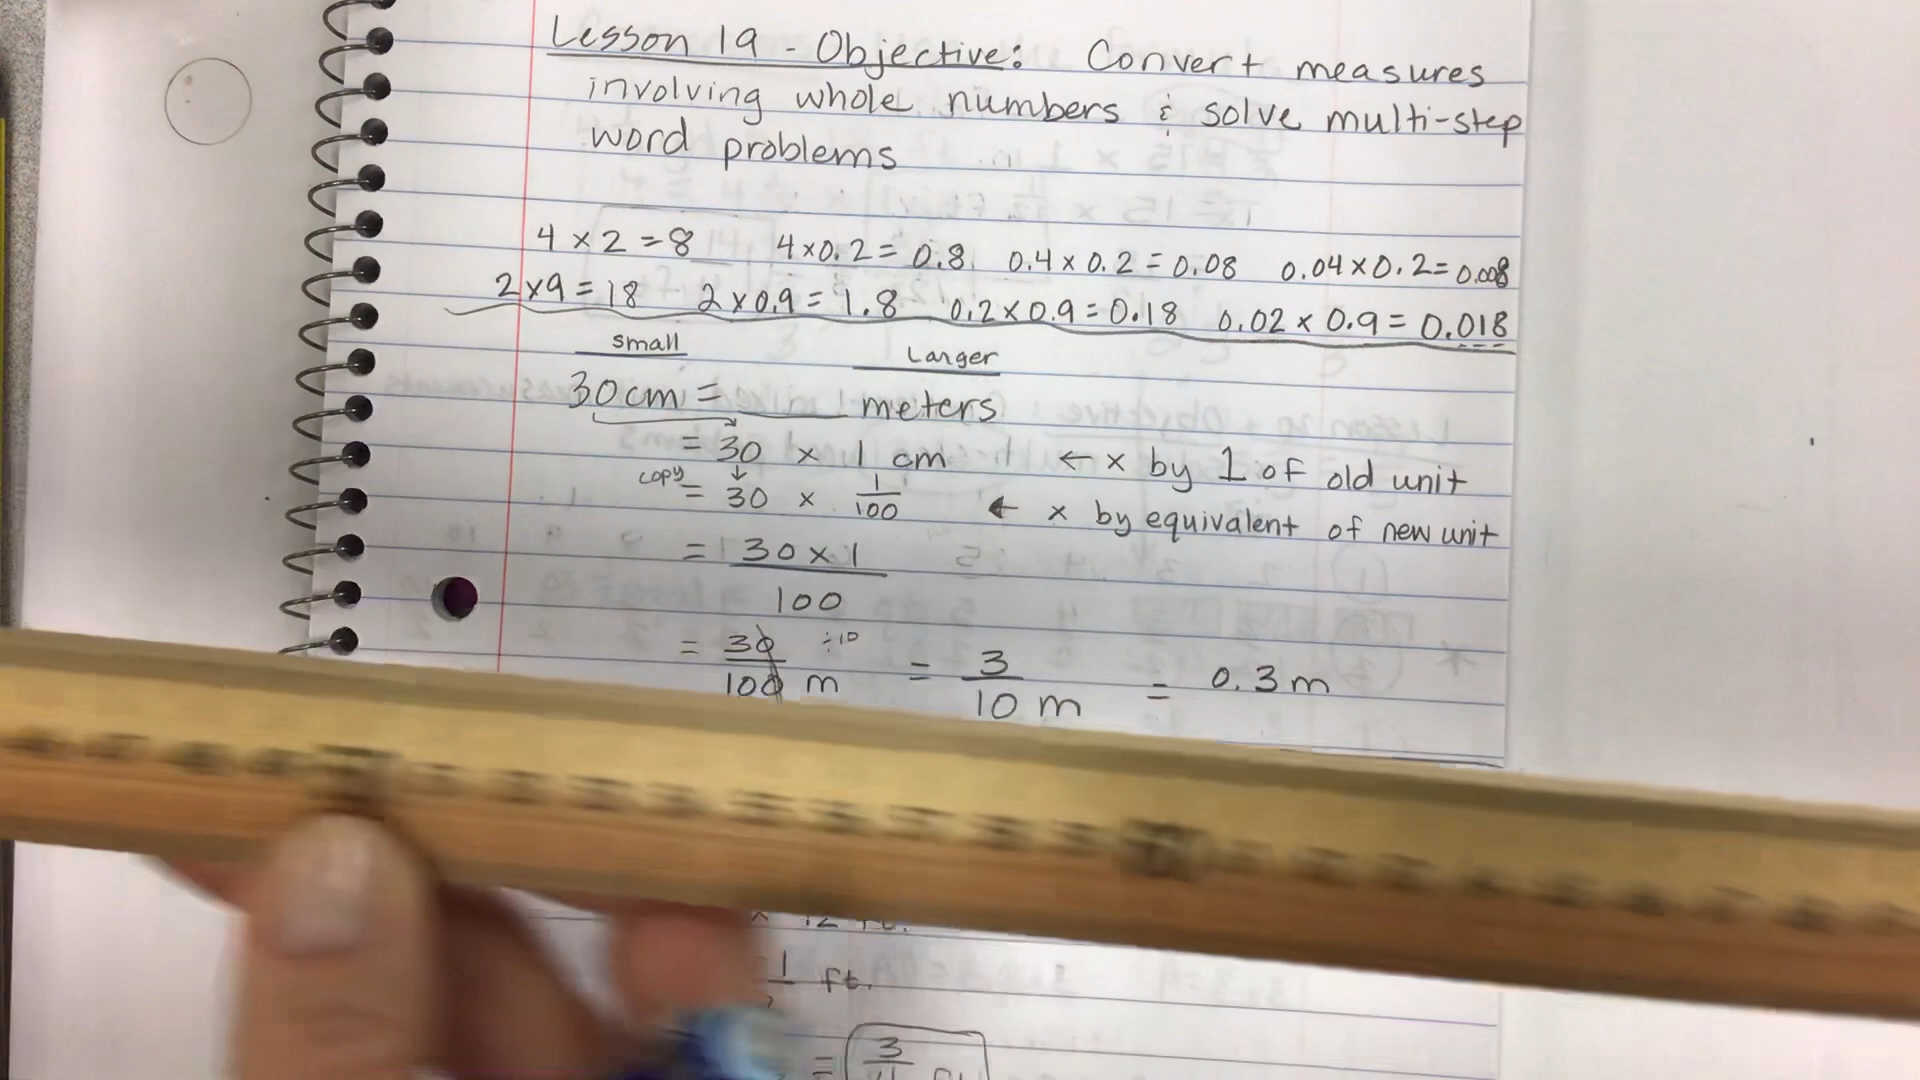 Lesson 19 - Objective: Convert measures
involving whole numbers & solve multi-step
word problems
4 × 2 = 8 4×0.2 = 0.8 0.4 × 0.2 = 0.08 0.04×0.2= 0.008
2×9 = 18 2×0.9 = 1.8 0.2×0.9 = 0.18 0.02 × 0.9 = 0.018
small Larger
30cm = ____ meters
= 30 × 1 cm ← × by 1 of old unit
copy = 30 × 1/100 ← × by equivalent of new unit
= 30 × 1
100
= 30/100 m ÷10 = 3/10 m = 0.3m
ft.
= 3